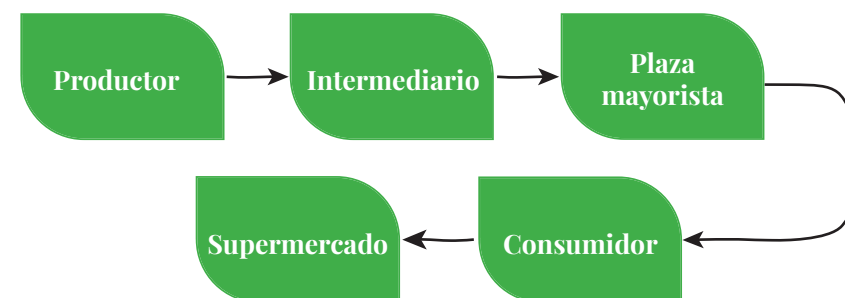 Productor
Intermediario
Plaza
mayorista
Consumidor
Supermercado